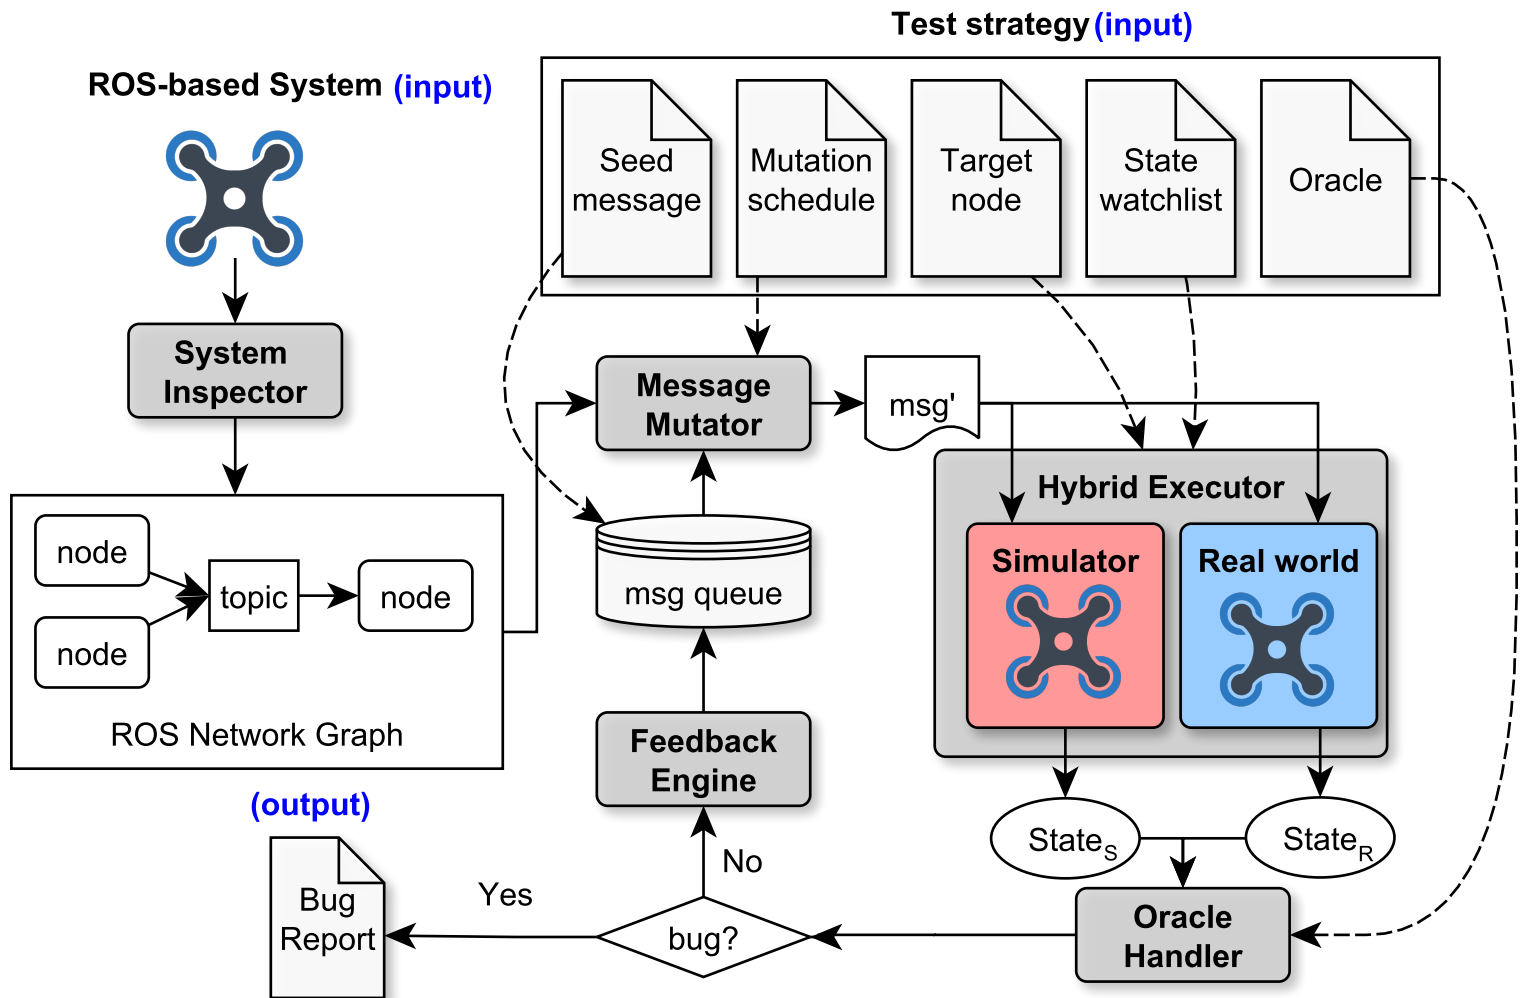 Test strategy (input)
ROS-based System (input)
Seed
message
Mutation
schedule
Target
node
State
watchlist
Oracle
System
Inspector
Message
Mutator
msg'
Hybrid Executor
Simulator
Real world
node
node
topic
node
ROS Network Graph
msg queue
Feedback
Engine
(output)
StateS
StateR
No
Yes
Bug
Report
bug?
Oracle
Handler